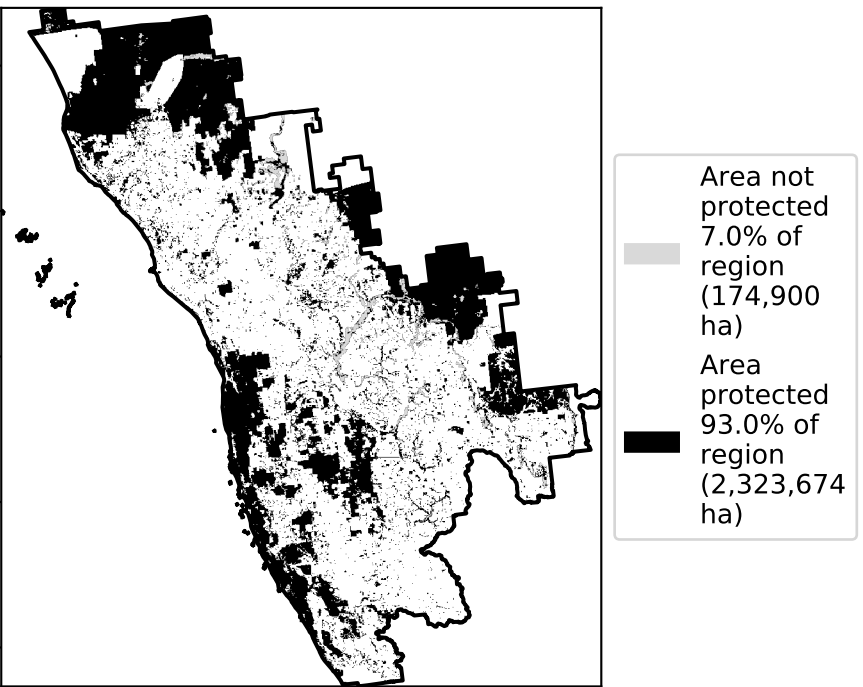 Area not
protected
7.0% of
region
(174,900
ha)
Area
protected
93.0% of
region
(2,323,674
ha)